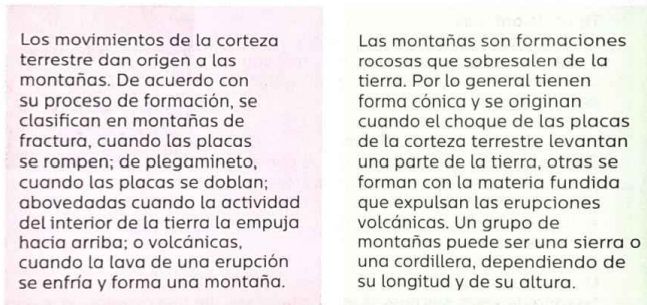 Los movimientos de la corteza
terrestre dan origen a las
montañas. De acuerdo con
su proceso de formación, se
clasifican en montañas de
fractura, cuando las placas
se rompen; de plegamineto,
cuando las placas se doblan;
abovedadas cuando la actividad
del interior de la tierra la empuja
hacia arriba; o volcánicas,
cuando la lava de una erupción
se enfría y forma una montaña.
Las montañas son formaciones
rocosas que sobresalen de la
tierra. Por lo general tienen
forma cónica y se originan
cuando el choque de las placas
de la corteza terrestre levantan
una parte de la tierra, otras se
forman con la materia fundida
que expulsan las erupciones
volcánicas. Un grupo de
montañas puede ser una sierra o
una cordillera, dependiendo de
su longitud y de su altura.